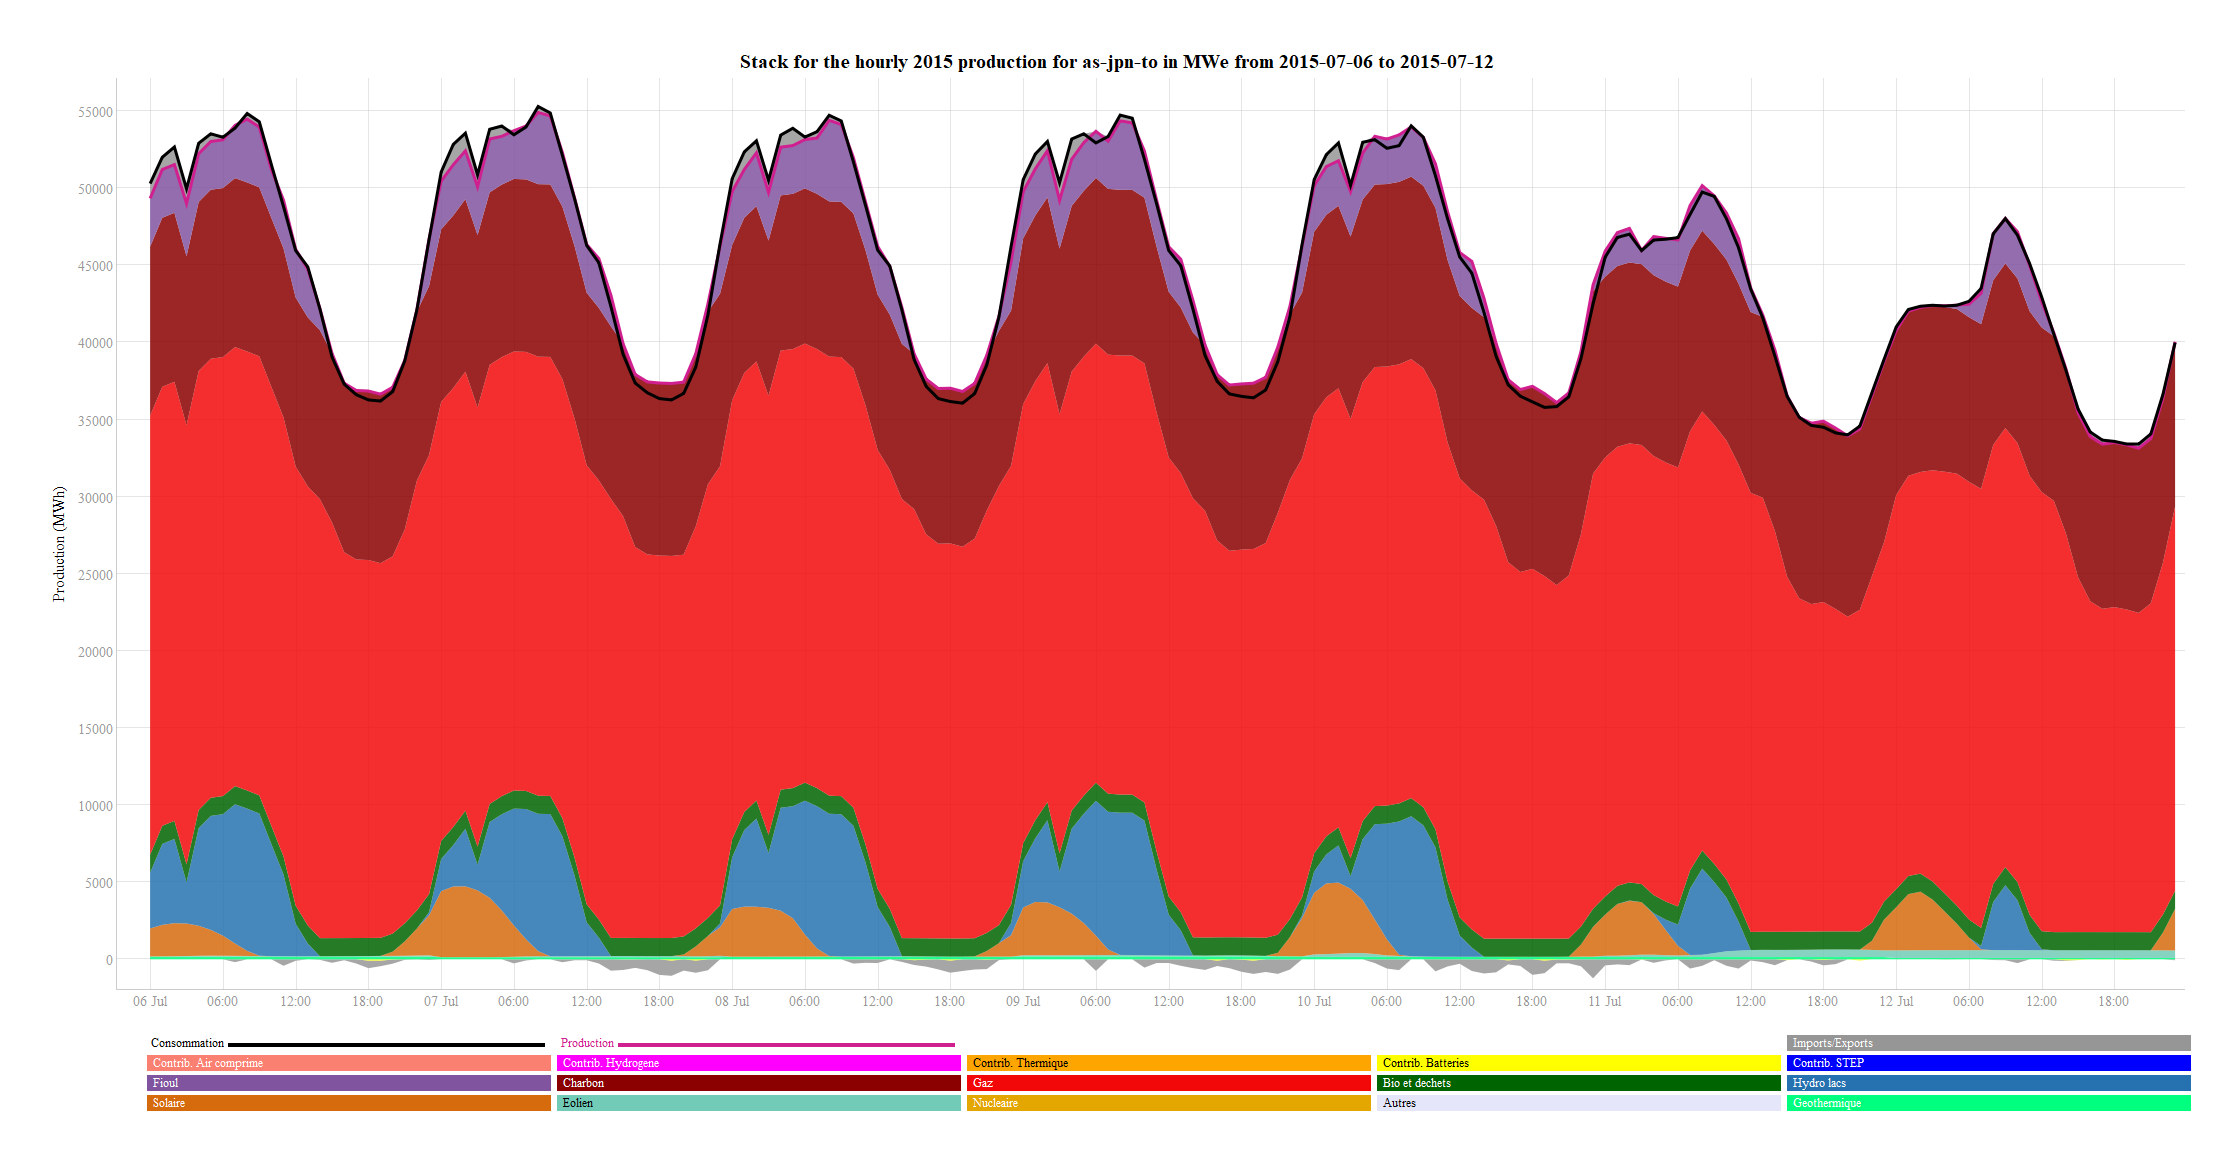 Stack for the hourly 2015 production for as-jpn-to in MWe from 2015-07-06 to 2015-07-12
Production (MWh)
55000
50000
45000
40000
35000
30000
25000
20000
15000
10000
5000
0
06 Jul 06:00 12:00 18:00 07 Jul 06:00 12:00 18:00 08 Jul 06:00 12:00 18:00 09 Jul 06:00 12:00 18:00 10 Jul 06:00 12:00 18:00 11 Jul 06:00 12:00 18:00 12 Jul 06:00 12:00 18:00
Consommation Production Imports/Exports
Contrib. Air comprime Contrib. Hydrogene Contrib. Thermique Contrib. Batteries Contrib. STEP
Fioul Charbon Gaz Bio et dechets Hydro lacs
Solaire Eolien Nucleaire Autres Geothermique